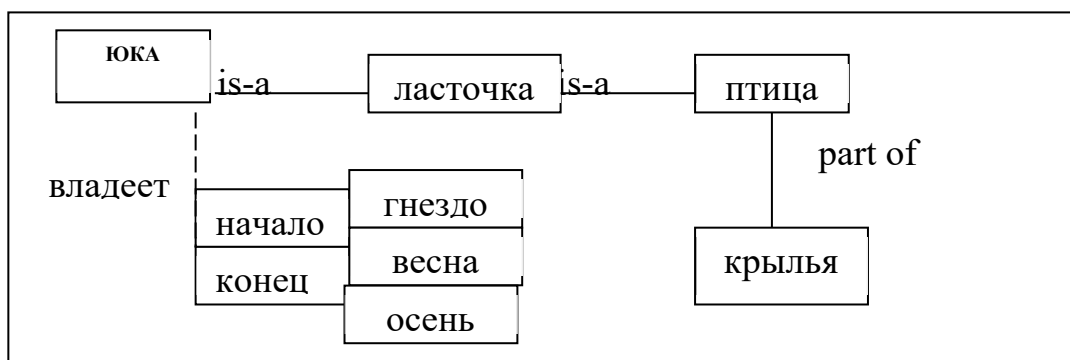 ЮКА
is-a
ласточка
is-a
птица
part of
владеет
гнездо
начало
весна
крылья
конец
осень